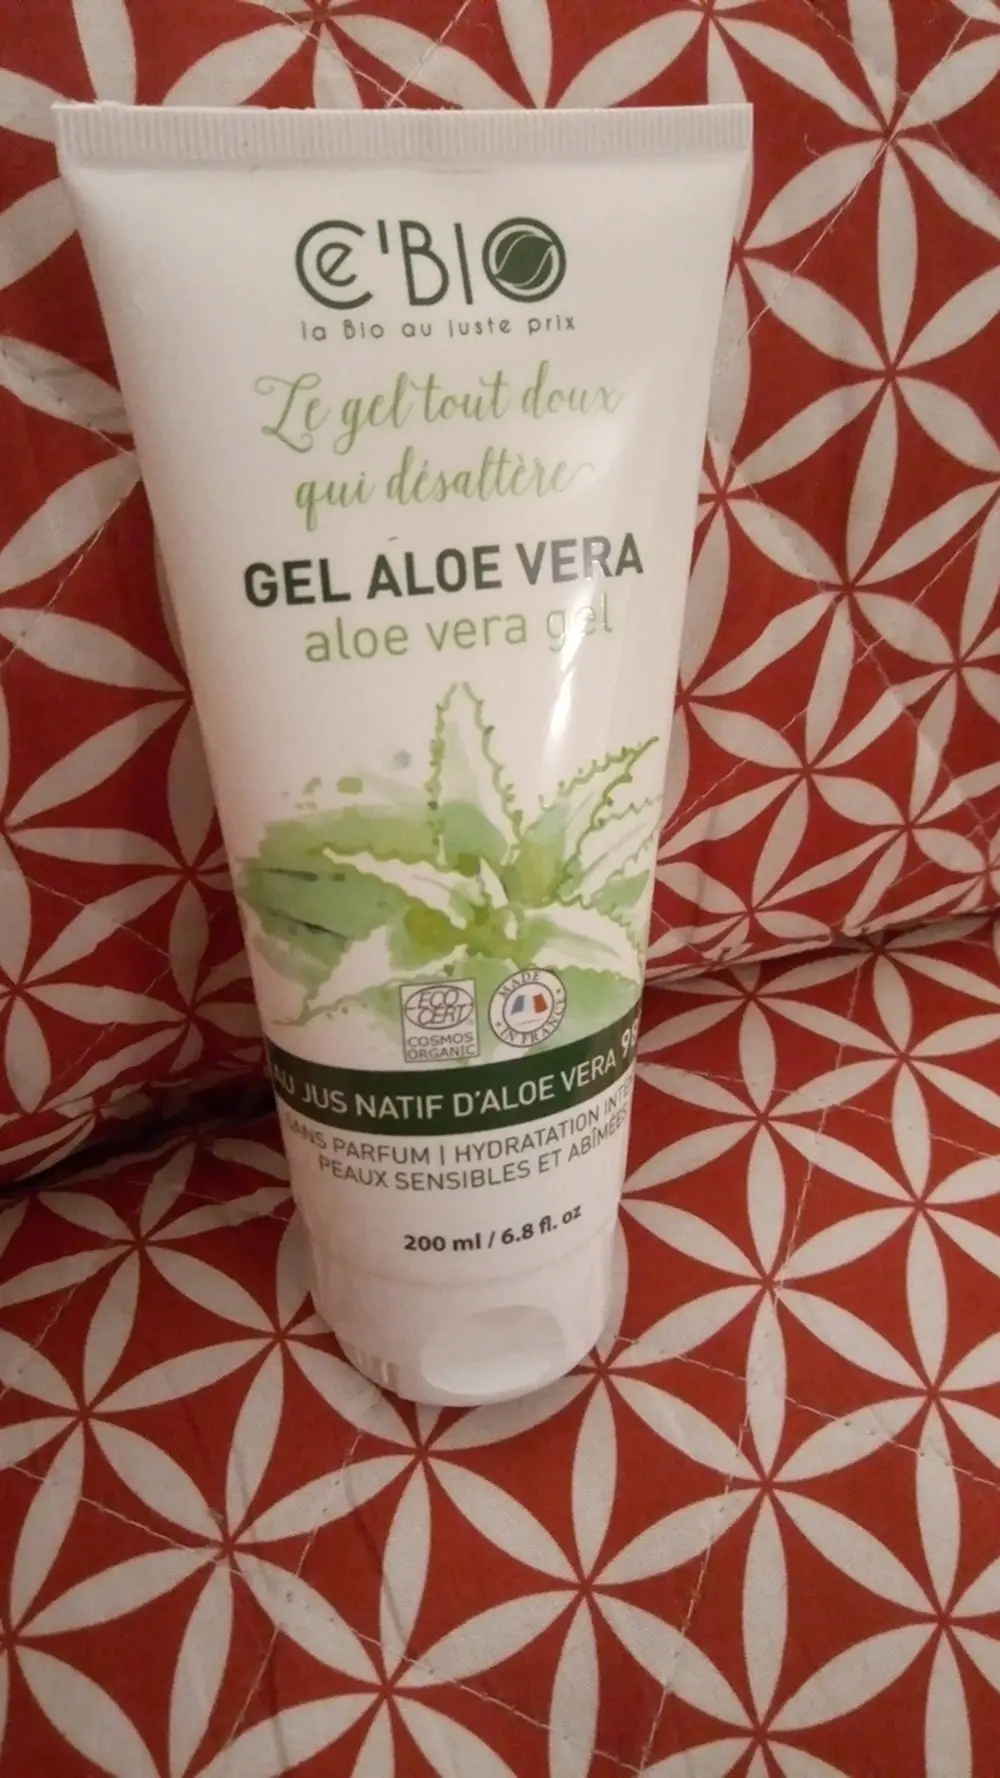 Ce'BIO
la Bio au juste prix
Le gel tout doux
qui désaltère
GEL ALOE VERA
aloe vera gel
ECO
CERT
COSMOS
ORGANIC
MADE
IN FRANCE
AU JUS NATIF D'ALOE VERA
SANS PARFUM | HYDRATATION
PEAUX SENSIBLES ET ABÎMÉES
200 ml / 6.8 fl. oz